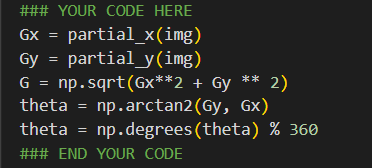 ### YOUR CODE HERE
Gx = partial_x(img)
Gy = partial_y(img)
G = np.sqrt(Gx**2 + Gy ** 2)
theta = np.arctan2(Gy, Gx)
theta = np.degrees(theta) % 360
### END YOUR CODE